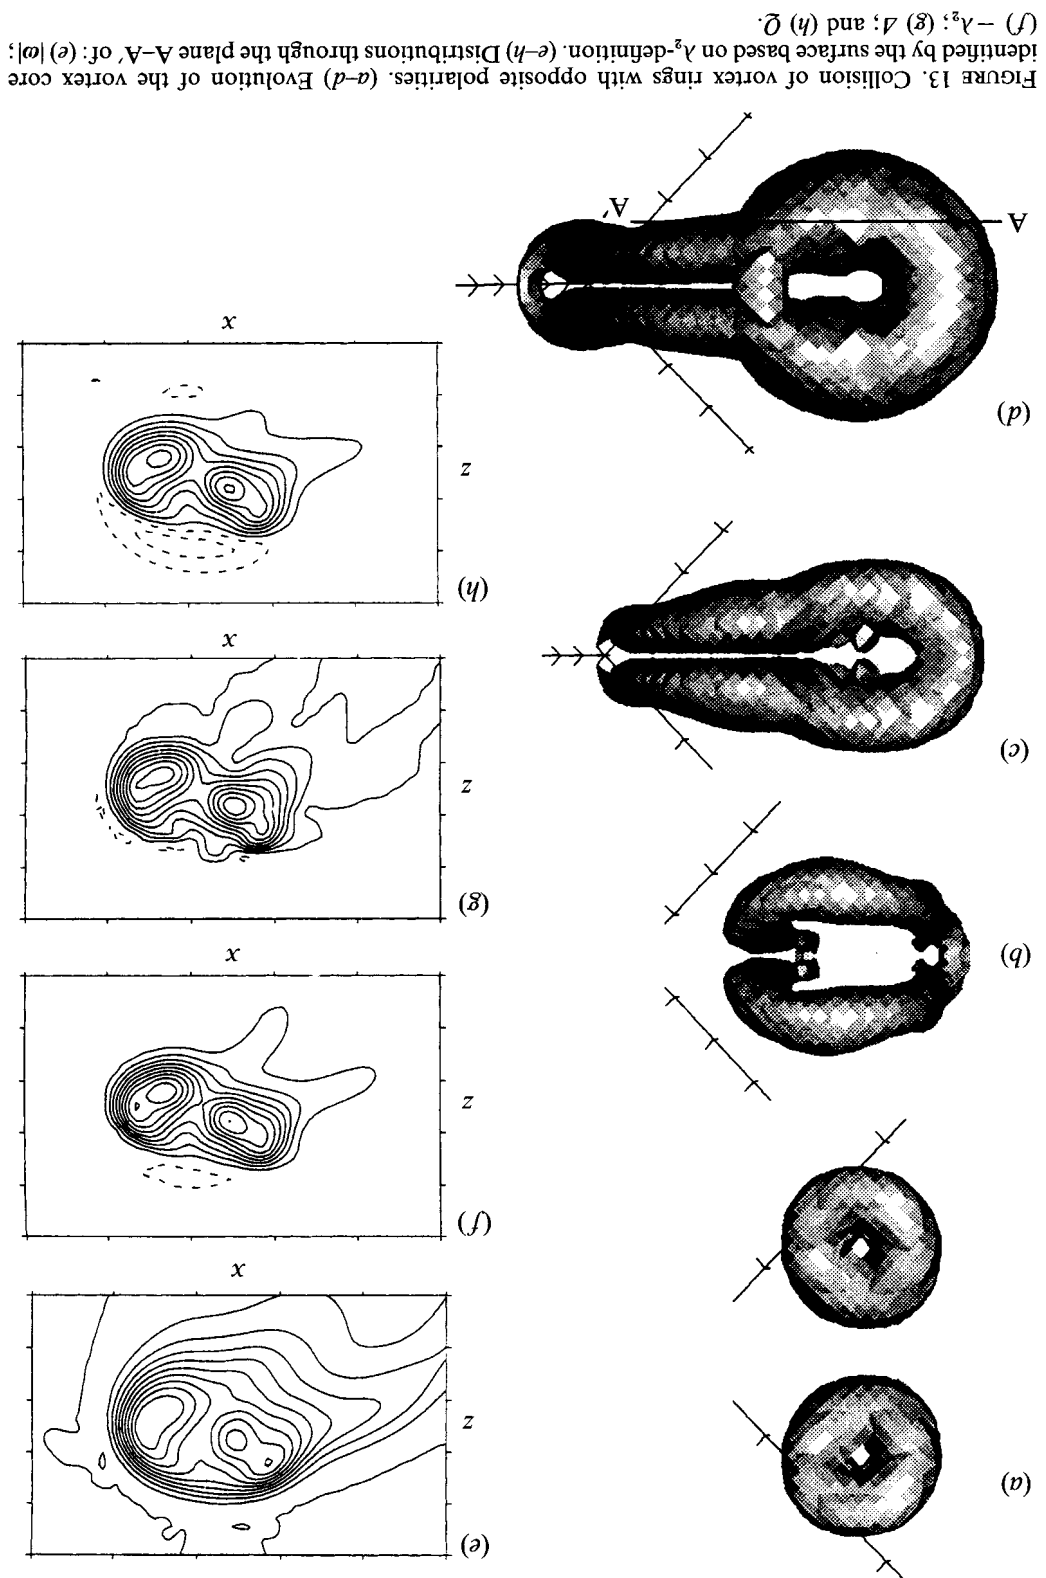 (a)
(b)
(c)
(d)
A
A′
(e)
z
x
(f)
z
x
(g)
z
x
(h)
z
x
FIGURE 13. Collision of vortex rings with opposite polarities. (a–d) Evolution of the vortex core
identified by the surface based on λ₂-definition. (e–h) Distributions through the plane A–A′ of: (e) |ω|;
(f) −λ₂; (g) Δ; and (h) Q.